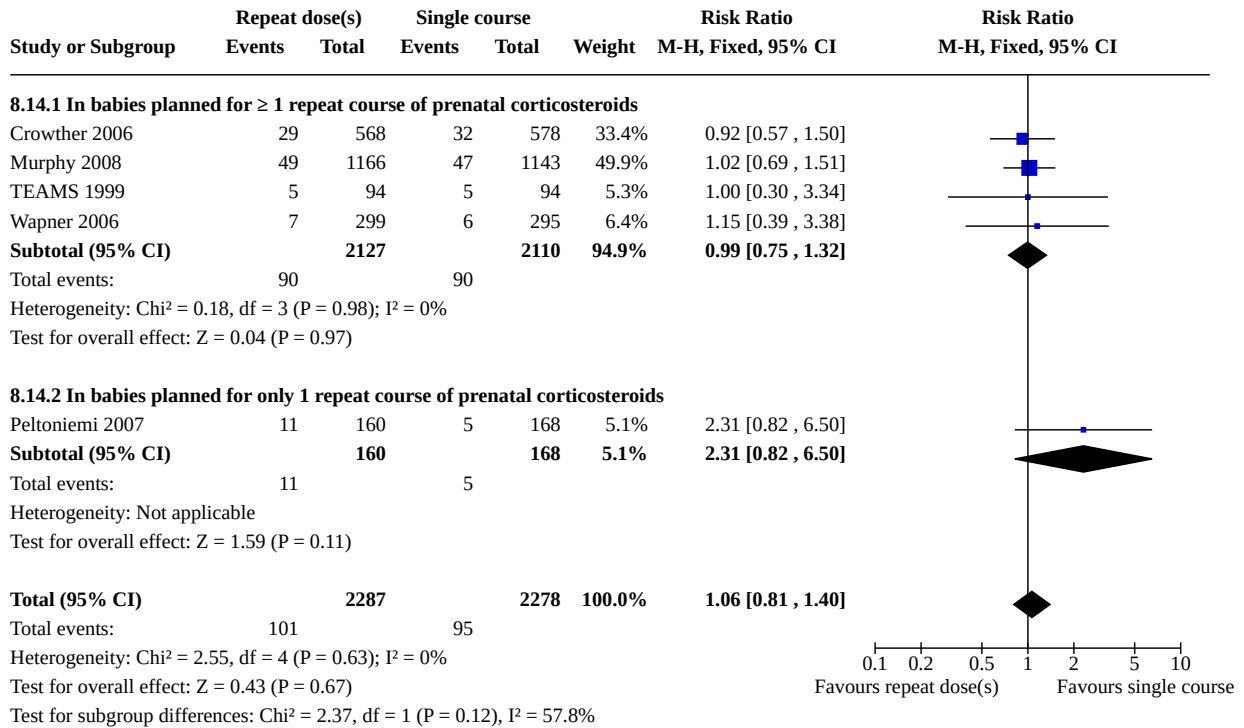 Repeat dose(s) Single course Risk Ratio Risk Ratio
Study or Subgroup Events Total Events Total Weight M-H, Fixed, 95% CI M-H, Fixed, 95% CI
8.14.1 In babies planned for ≥ 1 repeat course of prenatal corticosteroids
Crowther 2006 29 568 32 578 33.4% 0.92 [0.57 , 1.50]
Murphy 2008 49 1166 47 1143 49.9% 1.02 [0.69 , 1.51]
TEAMS 1999 5 94 5 94 5.3% 1.00 [0.30 , 3.34]
Wapner 2006 7 299 6 295 6.4% 1.15 [0.39 , 3.38]
Subtotal (95% CI) 2127 2110 94.9% 0.99 [0.75 , 1.32]
Total events: 90 90
Heterogeneity: Chi² = 0.18, df = 3 (P = 0.98); I² = 0%
Test for overall effect: Z = 0.04 (P = 0.97)
8.14.2 In babies planned for only 1 repeat course of prenatal corticosteroids
Peltoniemi 2007 11 160 5 168 5.1% 2.31 [0.82 , 6.50]
Subtotal (95% CI) 160 168 5.1% 2.31 [0.82 , 6.50]
Total events: 11 5
Heterogeneity: Not applicable
Test for overall effect: Z = 1.59 (P = 0.11)
Total (95% CI) 2287 2278 100.0% 1.06 [0.81 , 1.40]
Total events: 101 95
Heterogeneity: Chi² = 2.55, df = 4 (P = 0.63); I² = 0%
Test for overall effect: Z = 0.43 (P = 0.67)
Test for subgroup differences: Chi² = 2.37, df = 1 (P = 0.12), I² = 57.8%
0.1 0.2 0.5 1 2 5 10
Favours repeat dose(s) Favours single course